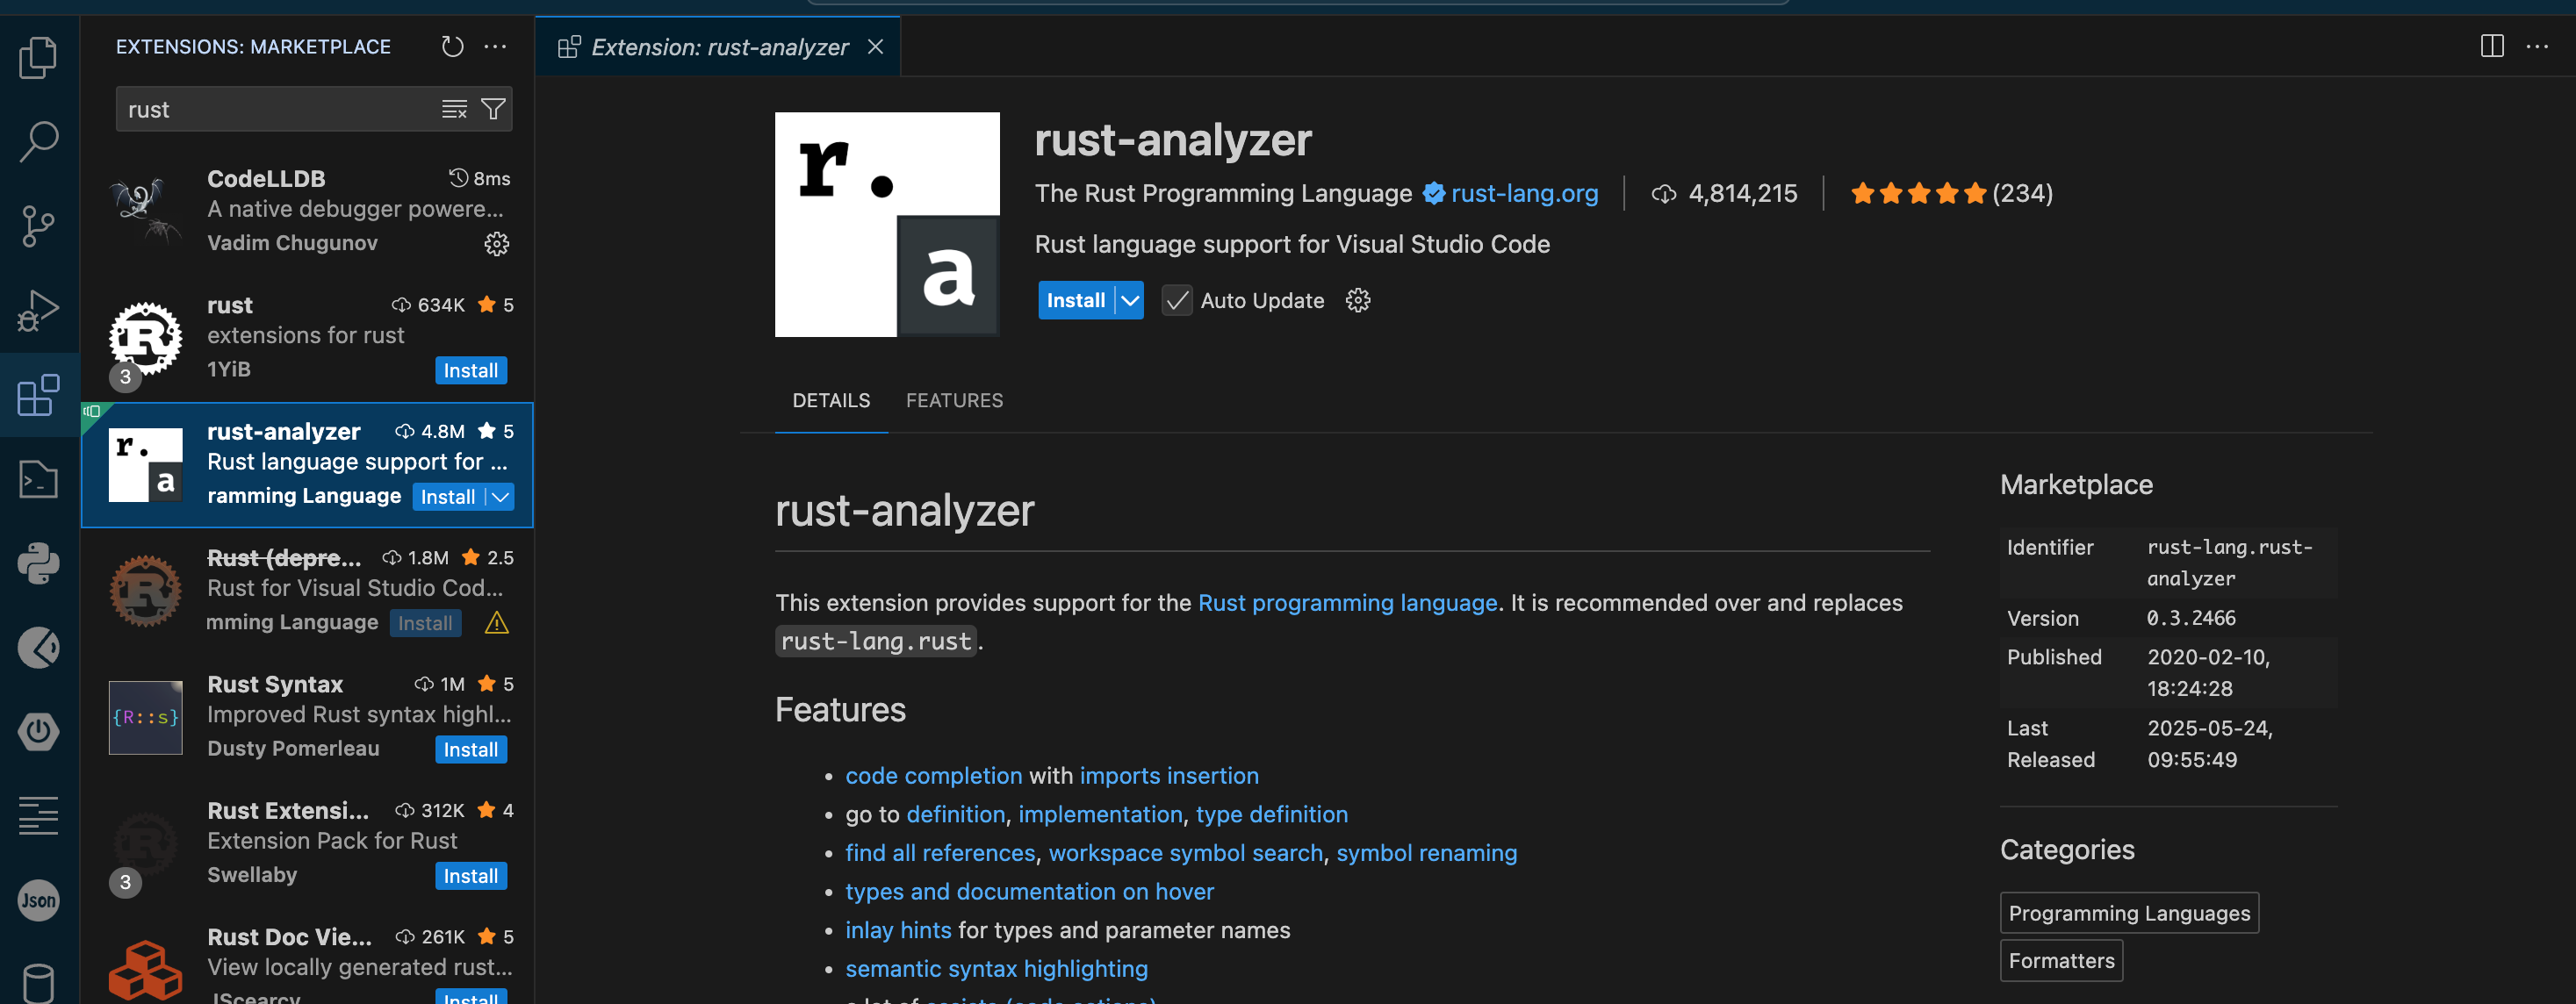 EXTENSIONS: MARKETPLACE
rust
CodeLLDB 8ms
A native debugger powere...
Vadim Chugunov
rust 634K 5
extensions for rust
1YiB Install
3
rust-analyzer 4.8M 5
r.
a
Rust language support for ...
ramming Language Install
Rust (depre... 1.8M 2.5
Rust for Visual Studio Cod...
mming Language Install
Rust Syntax 1M 5
{R::s}
Improved Rust syntax highl...
Dusty Pomerleau Install
Rust Extensi... 312K 4
Extension Pack for Rust
Swellaby Install
3
Rust Doc Vie... 261K 5
View locally generated rust...
JScearcy Install
Json
Extension: rust-analyzer
r.
a
rust-analyzer
The Rust Programming Language rust-lang.org 4,814,215 (234)
Rust language support for Visual Studio Code
Install Auto Update
DETAILS FEATURES
rust-analyzer
This extension provides support for the Rust programming language. It is recommended over and replaces
rust-lang.rust.
Features
• code completion with imports insertion
• go to definition, implementation, type definition
• find all references, workspace symbol search, symbol renaming
• types and documentation on hover
• inlay hints for types and parameter names
• semantic syntax highlighting
• a lot of assists (code actions)
Marketplace
Identifier rust-lang.rust-
analyzer
Version 0.3.2466
Published 2020-02-10,
18:24:28
Last 2025-05-24,
Released 09:55:49
Categories
Programming Languages
Formatters